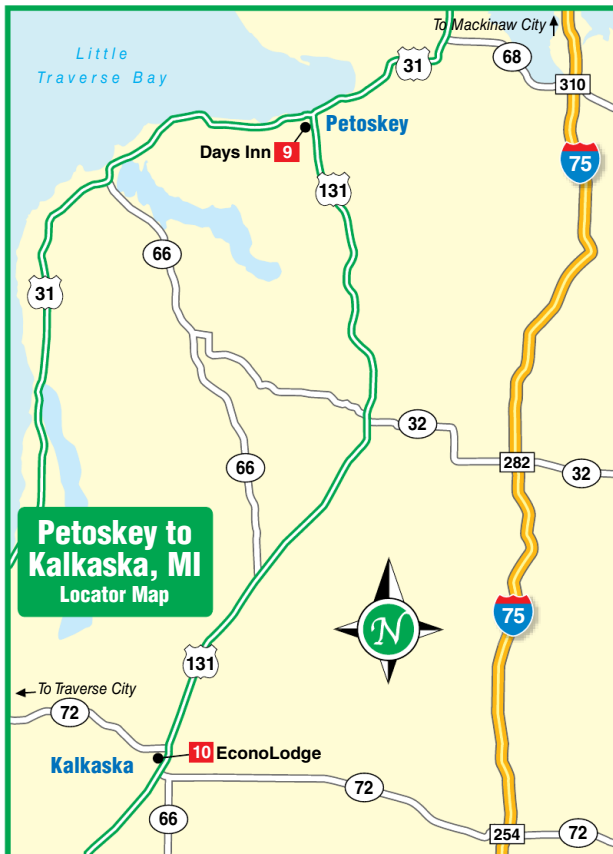 To Mackinaw City
Little
Traverse Bay
31
68
310
Petoskey
Days Inn 9
75
131
66
31
32
282
32
66
Petoskey to
Kalkaska, MI
Locator Map
N
75
131
To Traverse City
72
10 EconoLodge
Kalkaska
72
66
254
72